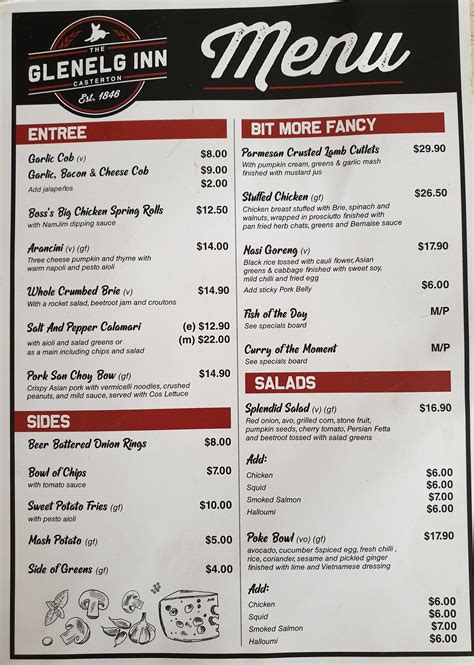 THE
GLENELG INN
CASTERTON
Est. 1846
Menu
ENTREE
Garlic Cob (v) $8.00
Garlic, Bacon & Cheese Cob $9.00
Add jalapeños $2.00
Boss's Big Chicken Spring Rolls $12.50
with NamJim dipping sauce
Arancini (v) (gf) $14.00
Three cheese pumpkin and thyme with
warm napoli and pesto aioli
Whole Crumbed Brie (v) $14.90
With a rocket salad, beetroot jam and croutons
Salt And Pepper Calamari (e) $12.90
with aioli and salad greens or (m) $22.00
as a main including chips and salad
Pork San Choy Bow (gf) $14.90
Crispy Asian pork with vermicelli noodles, crushed
peanuts, and mild sauce, served with Cos Lettuce
SIDES
Beer Battered Onion Rings $8.00
Bowl of Chips $7.00
with tomato sauce
Sweet Potato Fries (gf) $10.00
with pesto aioli
Mash Potato (gf) $5.00
Side of Greens (gf) $4.00
BIT MORE FANCY
Parmesan Crusted Lamb Cutlets $29.90
With pumpkin cream, greens & garlic mash
finished with mustard jus
Stuffed Chicken (gf) $26.50
Chicken breast stuffed with Brie, spinach and
walnuts, wrapped in prosciutto finished with
pan fried herb chats, greens and Bernaise sauce
Nasi Goreng (v) $17.90
Black rice tossed with cauli flower, Asian
greens & cabbage finished with sweet soy,
mild chilli and fried egg.
Add sticky Pork Belly $6.00
Fish of the Day M/P
See specials board
Curry of the Moment M/P
See specials board
SALADS
Splendid Salad (v) (gf) $16.90
Red onion, avo, grilled corn, stone fruit,
pumpkin seeds, cherry tomato, Persian Fetta
and beetroot tossed with salad greens
Add:
Chicken $6.00
Squid $6.00
Smoked Salmon $7.00
Halloumi $6.00
Poke Bowl (vo) (gf) $17.90
avocado, cucumber 5spiced egg, fresh chilli ,
rice, coriander, sesame and pickled ginger
finished with lime and Vietnamese dressing
Add:
Chicken $6.00
Squid $6.00
Smoked Salmon $7.00
Halloumi $6.00